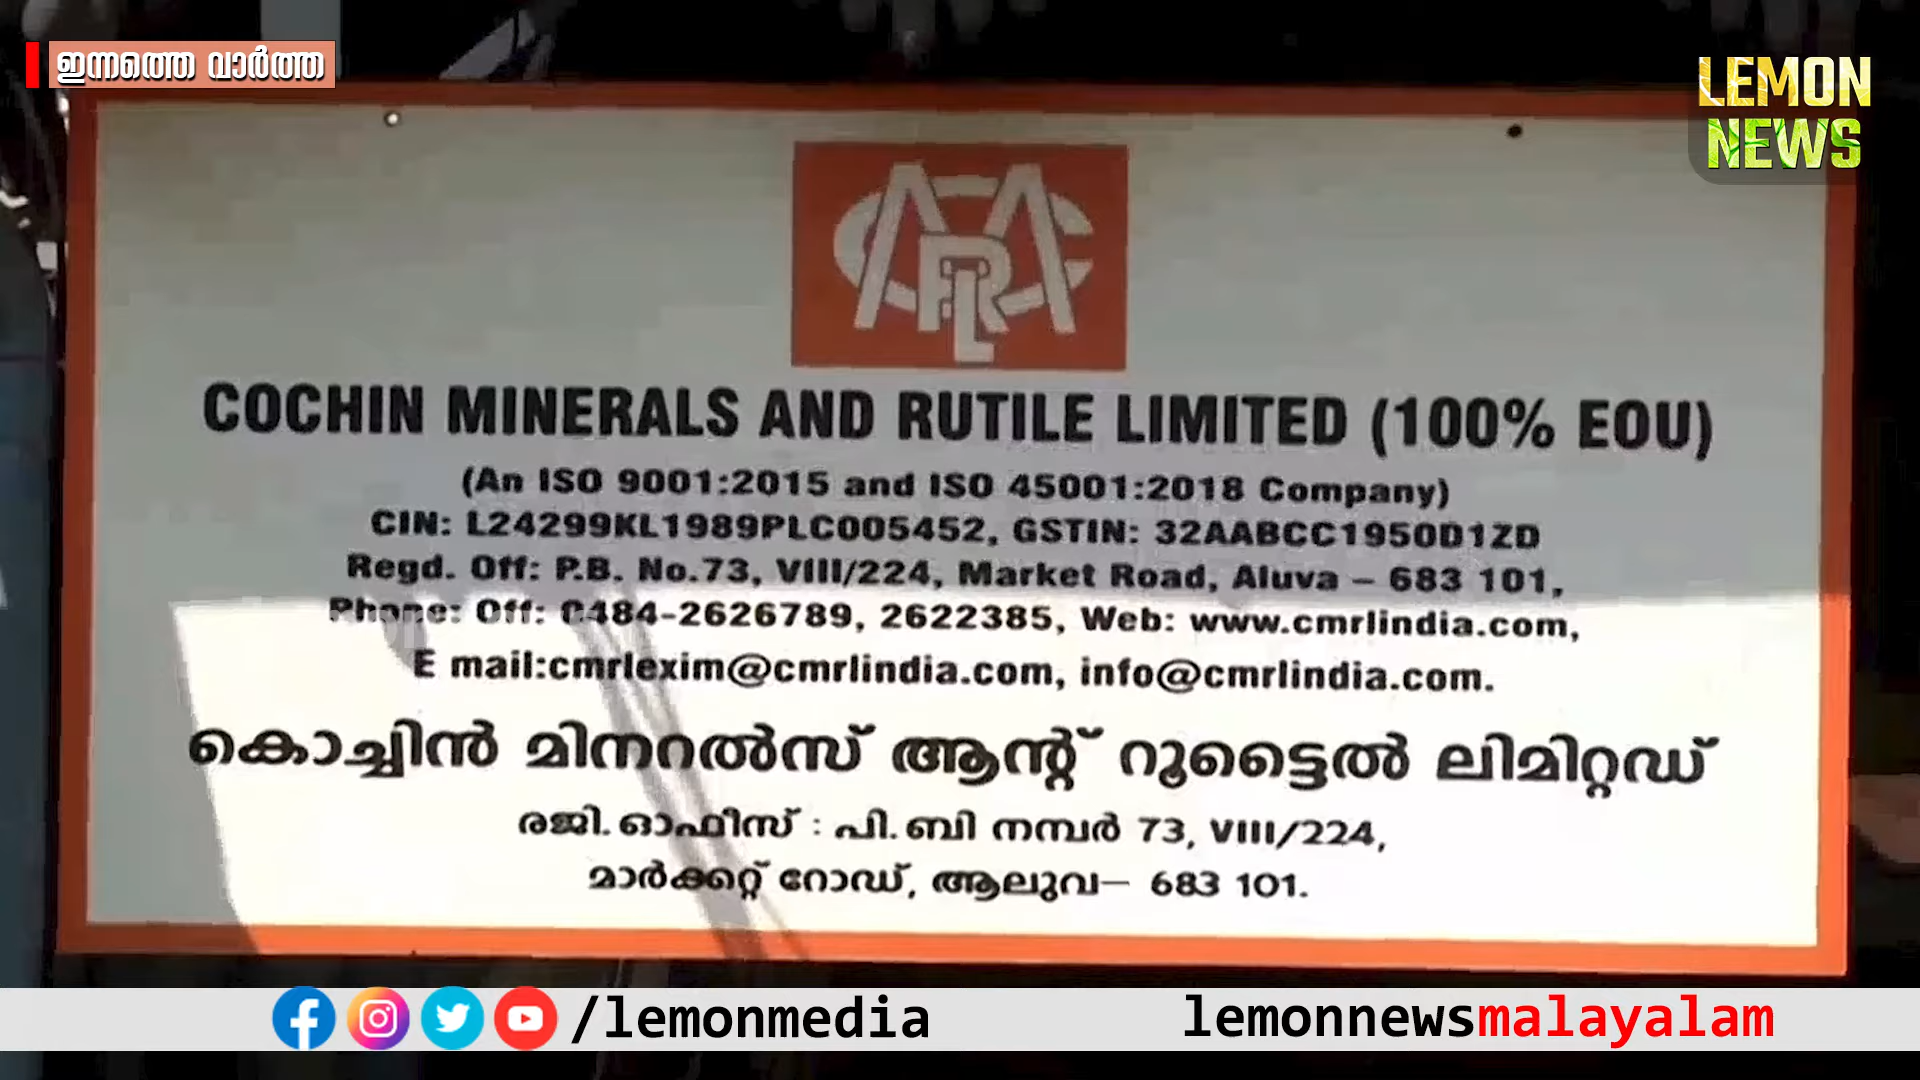 ഇന്നത്തെ വാർത്ത
LEMON
NEWS
CMRL
COCHIN MINERALS AND RUTILE LIMITED (100% EOU)
(An ISO 9001:2015 and ISO 45001:2018 Company)
CIN: L24299KL1989PLC005452, GSTIN: 32AABCC1950D1ZD
Regd. Off: P.B. No.73, VIII/224, Market Road, Aluva – 683 101,
Phone: Off: 0484-2626789, 2622385, Web: www.cmrlindia.com,
E mail:cmrlexim@cmrlindia.com, info@cmrlindia.com.
കൊച്ചിൻ മിനറൽസ് ആന്റ് റൂട്ടൈൽ ലിമിറ്റഡ്
രജി. ഓഫീസ് : പി. ബി നമ്പർ 73, VIII/224,
മാർക്കറ്റ് റോഡ്, ആലുവ– 683 101.
/lemonmedia
lemonnewsmalayalam